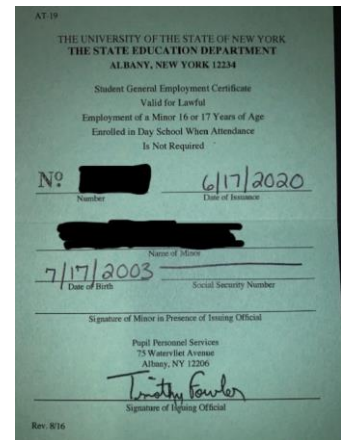 AT-19
THE UNIVERSITY OF THE STATE OF NEW YORK
THE STATE EDUCATION DEPARTMENT
ALBANY, NEW YORK 12234
Student General Employment Certificate
Valid for Lawful
Employment of a Minor 16 or 17 Years of Age
Enrolled in Day School When Attendance
Is Not Required
Nº 6/17/2020
Number Date of Issuance
Name of Minor
7/17/2003
Date of Birth Social Security Number
Signature of Minor in Presence of Issuing Official
Pupil Personnel Services
75 Watervliet Avenue
Albany, NY 12206
Timothy Fowler
Signature of Issuing Official
Rev. 8/16